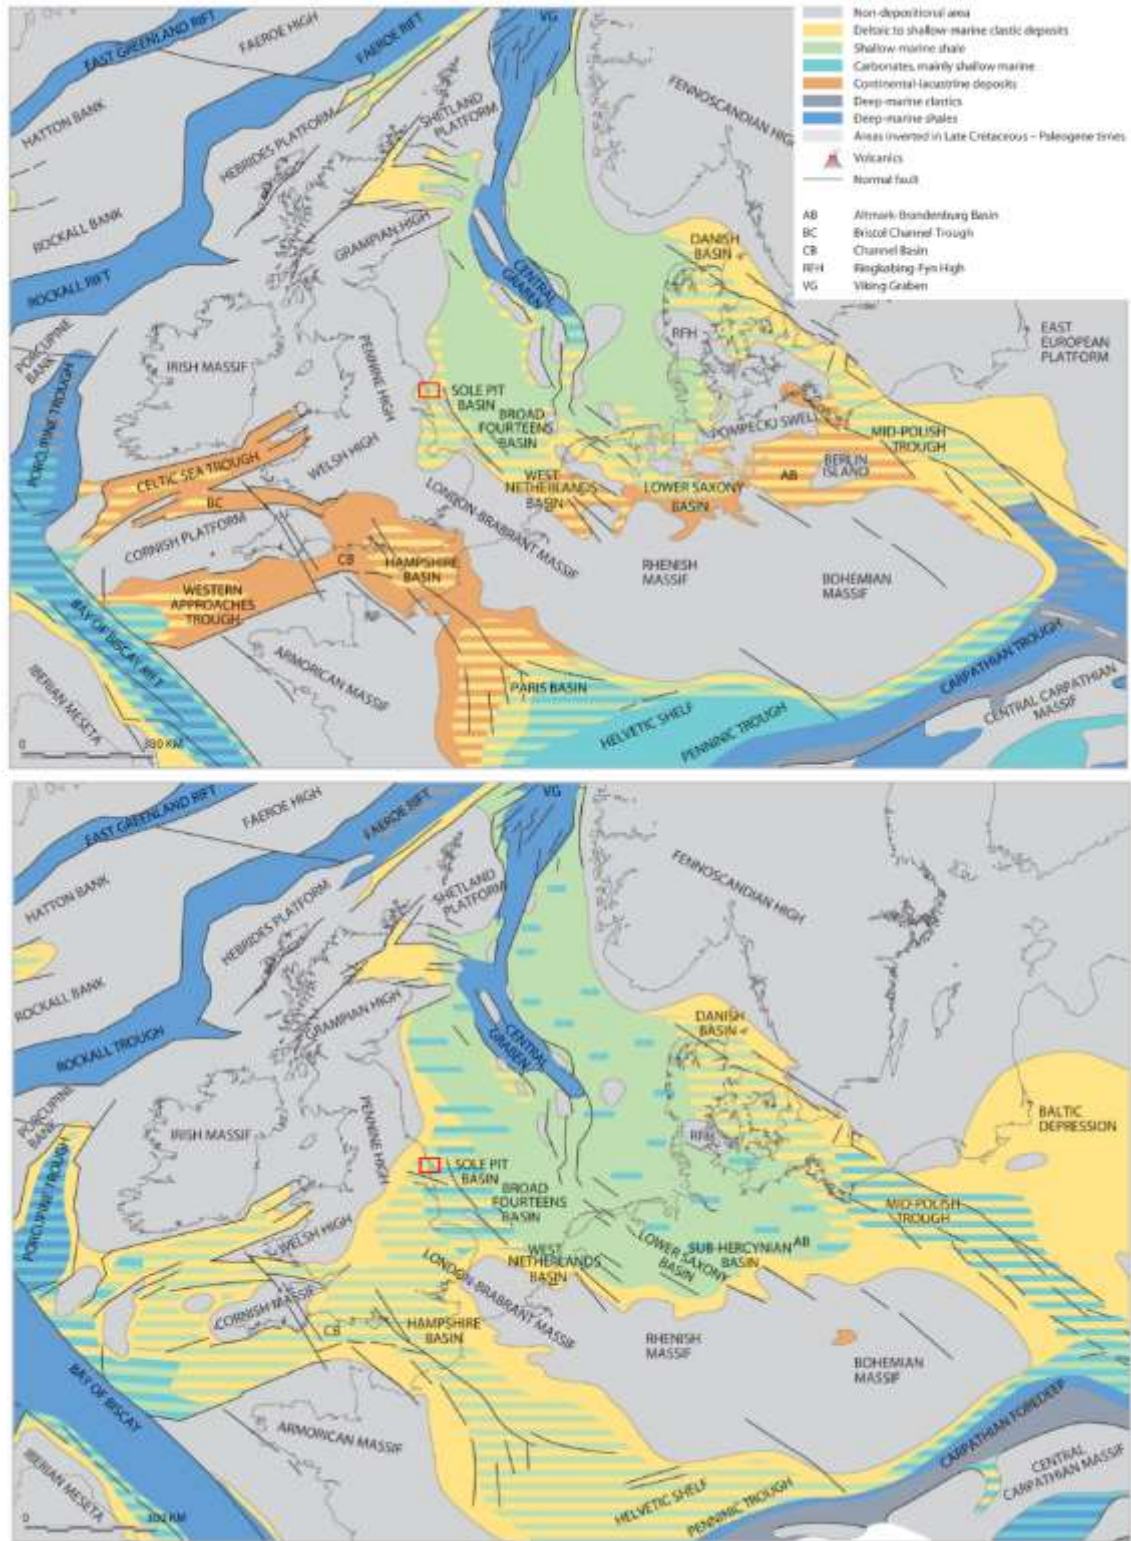 VG
EAST GREENLAND RIFT
FAEROE HIGH
FAEROE RIFT
HATTON BANK
HEBRIDES PLATFORM
SHETLAND
PLATFORM
FENNOSCANDIAN HIGH
ROCKALL BANK
GRAMPIAN HIGH
ROCKALL RIFT
CENTRAL
GRABEN
DANISH
BASIN
RFH
PORCUPINE
BANK
PORCUPINE TROUGH
IRISH MASSIF
PENNINE HIGH
SOLE PIT
BASIN
BROAD
FOURTEENS
BASIN
EAST
EUROPEAN
PLATFORM
POMPECKJ SWELL
MID-POLISH
TROUGH
BERLIN
ISLAND
AB
CELTIC SEA TROUGH
WELSH HIGH
BC
WEST
NETHERLANDS
BASIN
LOWER SAXONY
BASIN
LONDON-BRABRANT MASSIF
CORNISH PLATFORM
CB
HAMPSHIRE
BASIN
RHENISH
MASSIF
BOHEMIAN
MASSIF
WESTERN
APPROACHES
TROUGH
BAY OF BISCAY RIFT
ARMORICAN MASSIF
IBERIAN MESETA
PARIS BASIN
HELVETIC SHELF
PENNINIC TROUGH
CARPATHIAN TROUGH
CENTRAL CARPATHIAN
MASSIF
0
300 KM
Non-depositional area
Deltaic to shallow-marine clastic deposits
Shallow-marine shale
Carbonates, mainly shallow marine
Continental-lacustrine deposits
Deep-marine clastics
Deep-marine shales
Areas inverted in Late Cretaceous – Paleogene times
Volcanics
Normal fault
AB Altmark-Brandenburg Basin
BC Bristol Channel Trough
CB Channel Basin
RFH Ringkøbing-Fyn High
VG Viking Graben
VG
EAST GREENLAND RIFT
FAEROE HIGH
FAEROE RIFT
HATTON BANK
HEBRIDES PLATFORM
SHETLAND
PLATFORM
FENNOSCANDIAN HIGH
ROCKALL BANK
GRAMPIAN HIGH
ROCKALL TROUGH
CENTRAL
GRABEN
DANISH
BASIN
PORCUPINE
BANK
PORCUPINE TROUGH
IRISH MASSIF
PENNINE HIGH
RFH
BALTIC
DEPRESSION
SOLE PIT
BASIN
BROAD
FOURTEENS
BASIN
MID-POLISH
TROUGH
WELSH HIGH
WEST
NETHERLANDS
BASIN
LOWER SAXONY
BASIN
SUB-HERCYNIAN
BASIN
AB
LONDON-BRABRANT MASSIF
CORNISH MASSIF
CB
HAMPSHIRE
BASIN
RHENISH
MASSIF
BOHEMIAN
MASSIF
BAY OF BISCAY
ARMORICAN MASSIF
IBERIAN MESETA
HELVETIC SHELF
PENNINIC TROUGH
CARPATHIAN FOREDEEP
CENTRAL
CARPATHIAN MASSIF
0
300 KM